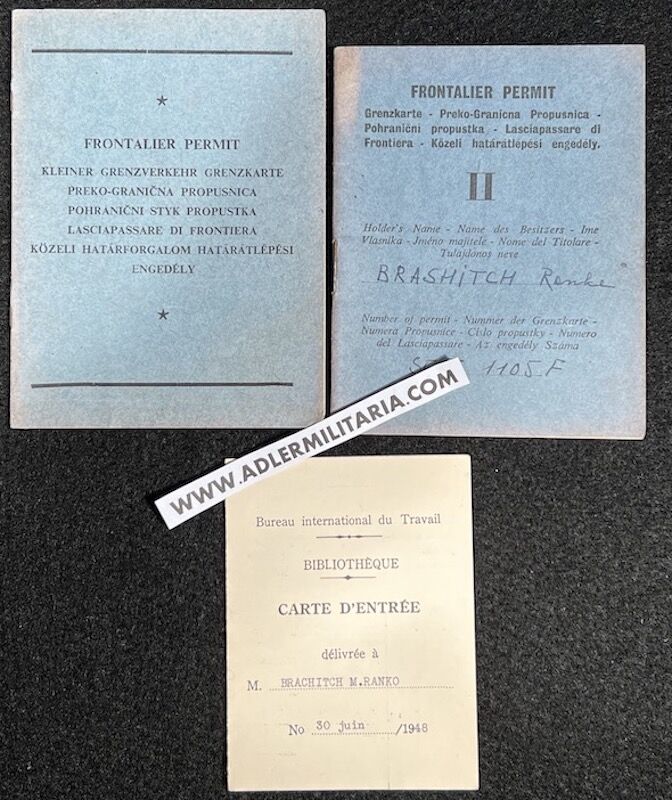 FRONTALIER PERMIT
KLEINER GRENZVERKEHR GRENZKARTE
PREKO-GRANIČNA PROPUSNICA
POHRANIČNI STYK PROPUSTKA
LASCIAPASSARE DI FRONTIERA
KÖZELI HATÁRFORGALOM HATÁRÁTLÉPÉSI
ENGEDÉLY
FRONTALIER PERMIT
Grenzkarte - Preko-Granicna Propusnica -
Pohraniční propustka - Lasciapassare di
Frontiera - Közeli határátlépési engedély.
II
Holder's Name - Name des Besitzers - Ime
Vlasnika - Jméno majitele - Nome del Titolare -
Tulajdonos neve
BRASHITCH Renke
Number of permit - Nummer der Grenzkarte -
Numera Propusnice - Číslo propustky - Numero
del Lasciapassare - Az engedély Száma
1105.F
WWW.ADLERMILITARIA.COM
Bureau international du Travail
BIBLIOTHÈQUE
CARTE D'ENTRÉE
délivrée à
M. BRACHITCH M.RANKO
No 30 juin /1948